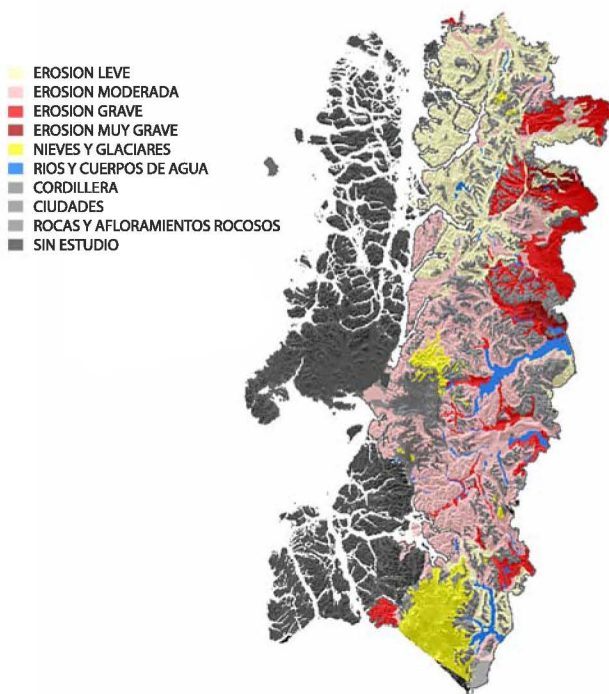 EROSION LEVE
EROSION MODERADA
EROSION GRAVE
EROSION MUY GRAVE
NIEVES Y GLACIARES
RIOS Y CUERPOS DE AGUA
CORDILLERA
CIUDADES
ROCAS Y AFLORAMIENTOS ROCOSOS
SIN ESTUDIO